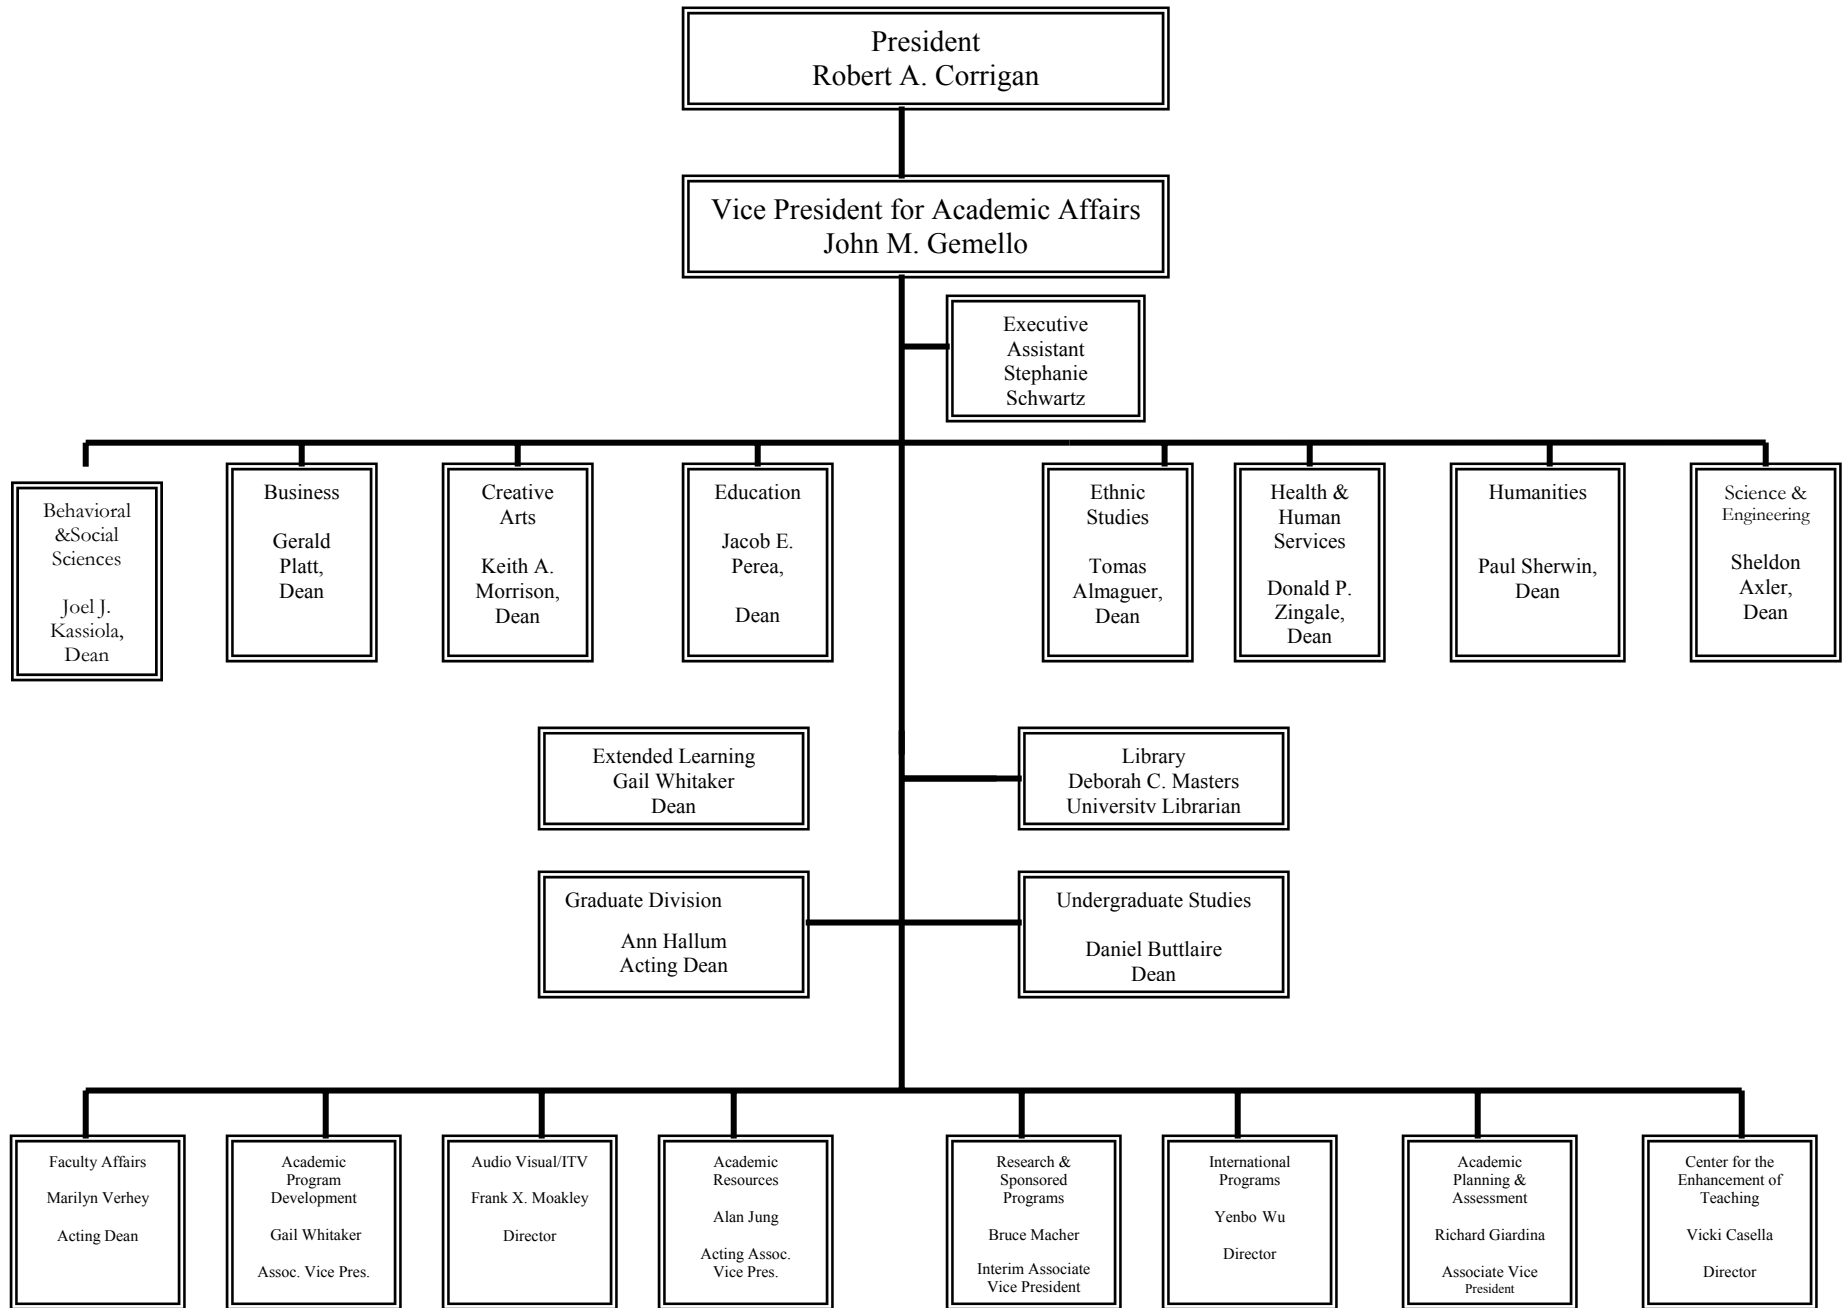 President
Robert A. Corrigan
Vice President for Academic Affairs
John M. Gemello
Executive
Assistant
Stephanie
Schwartz
Behavioral
&Social
Sciences
Joel J.
Kassiola,
Dean
Business
Gerald
Platt,
Dean
Creative
Arts
Keith A.
Morrison,
Dean
Education
Jacob E.
Perea,
Dean
Ethnic
Studies
Tomas
Almaguer,
Dean
Health &
Human
Services
Donald P.
Zingale,
Dean
Humanities
Paul Sherwin,
Dean
Science &
Engineering
Sheldon
Axler,
Dean
Extended Learning
Gail Whitaker
Dean
Library
Deborah C. Masters
University Librarian
Graduate Division
Ann Hallum
Acting Dean
Undergraduate Studies
Daniel Buttlaire
Dean
Faculty Affairs
Marilyn Verhey
Acting Dean
Academic
Program
Development
Gail Whitaker
Assoc. Vice Pres.
Audio Visual/ITV
Frank X. Moakley
Director
Academic
Resources
Alan Jung
Acting Assoc.
Vice Pres.
Research &
Sponsored
Programs
Bruce Macher
Interim Associate
Vice President
International
Programs
Yenbo Wu
Director
Academic
Planning &
Assessment
Richard Giardina
Associate Vice
President
Center for the
Enhancement of
Teaching
Vicki Casella
Director